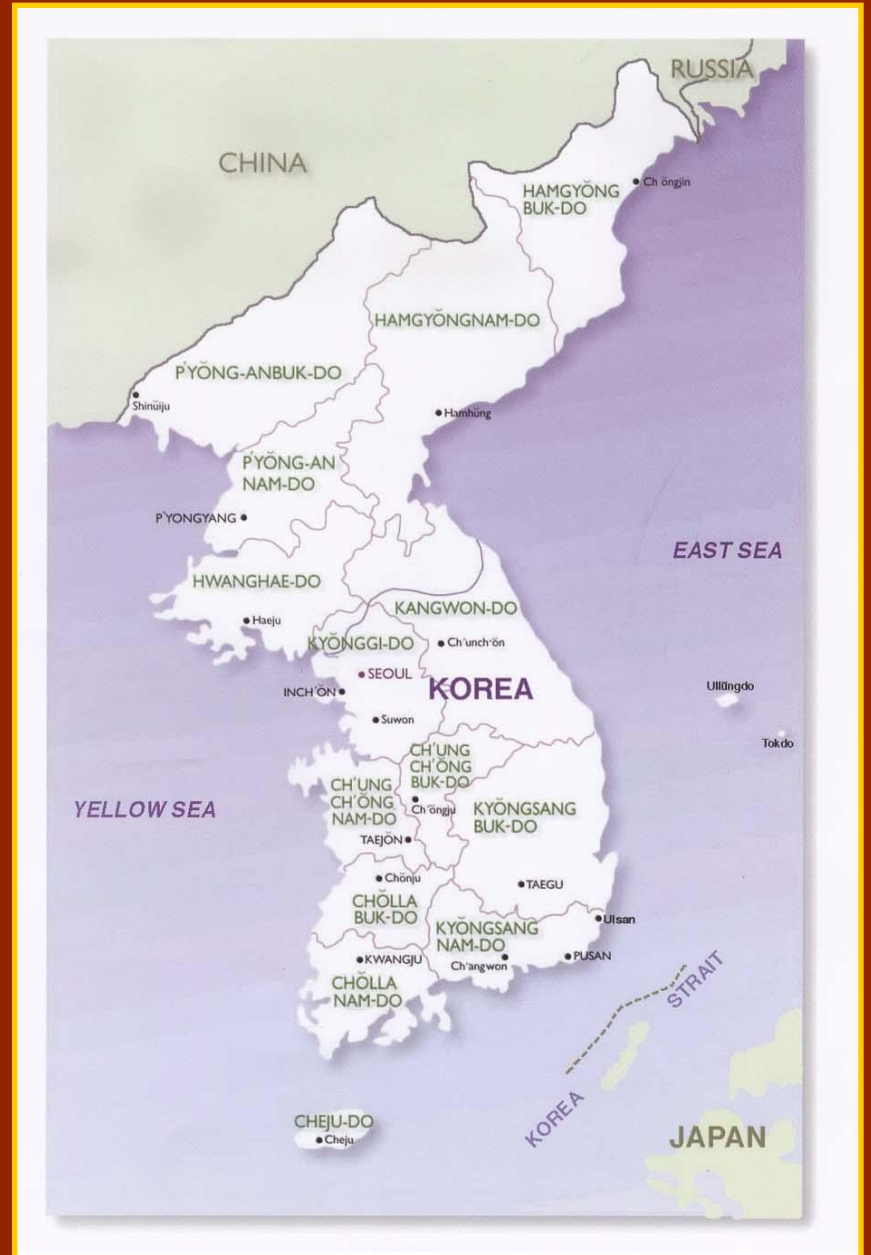 RUSSIA
CHINA
Ch ŏngjin
HAMGYŎNG
BUK-DO
HAMGYŎNGNAM-DO
P'YŎNG-ANBUK-DO
Shinŭiju
Hamhŭng
P'YŎNG-AN
NAM-DO
P'YONGYANG
EAST SEA
HWANGHAE-DO
KANGWON-DO
Haeju
KYŎNGGI-DO
Ch'unch'ŏn
SEOUL
KOREA
INCH'ŎN
Ullŭngdo
Suwon
Tokdo
CH'UNG
CH'ŎNG
BUK-DO
CH'UNG
CH'ŎNG
NAM-DO
Ch'ŏngju
YELLOW SEA
KYŎNGSANG
BUK-DO
TAEJŎN
Chŏnju
TAEGU
CHŎLLA
BUK-DO
Ulsan
KYŎNGSANG
NAM-DO
KWANGJU
Ch'angwon
PUSAN
CHŎLLA
NAM-DO
KOREA STRAIT
CHEJU-DO
Cheju
JAPAN